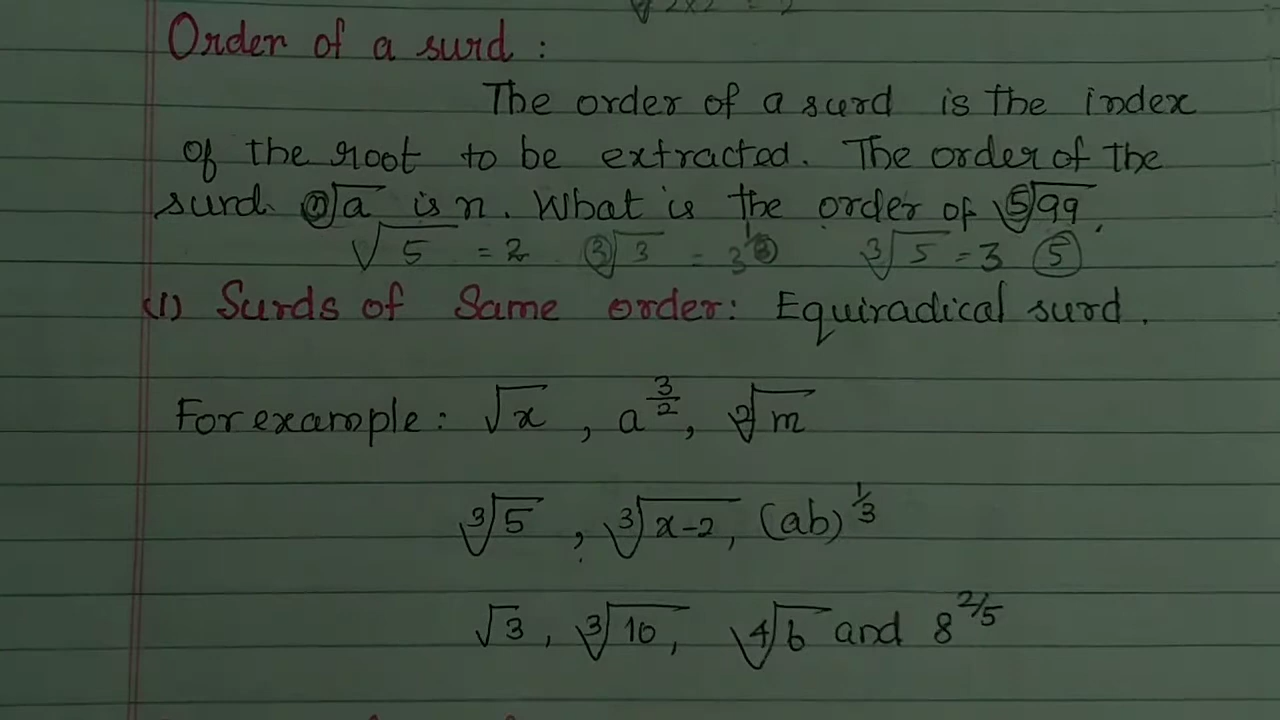 Order of a surd :
The order of a surd is the index
of the root to be extracted. The order of the
surd. ⁿ√a is n. What is the order of ⁵√99.
√5 = 2 ³√3 = 3^1/3 ³√5 = 3 5
(1) Surds of Same order: Equiradical surd.
For example: √x , a^3/2, ²√m
³√5 , ³√x-2, (ab)^1/3
√3 , ³√10, ⁴√6 and 8^2/5